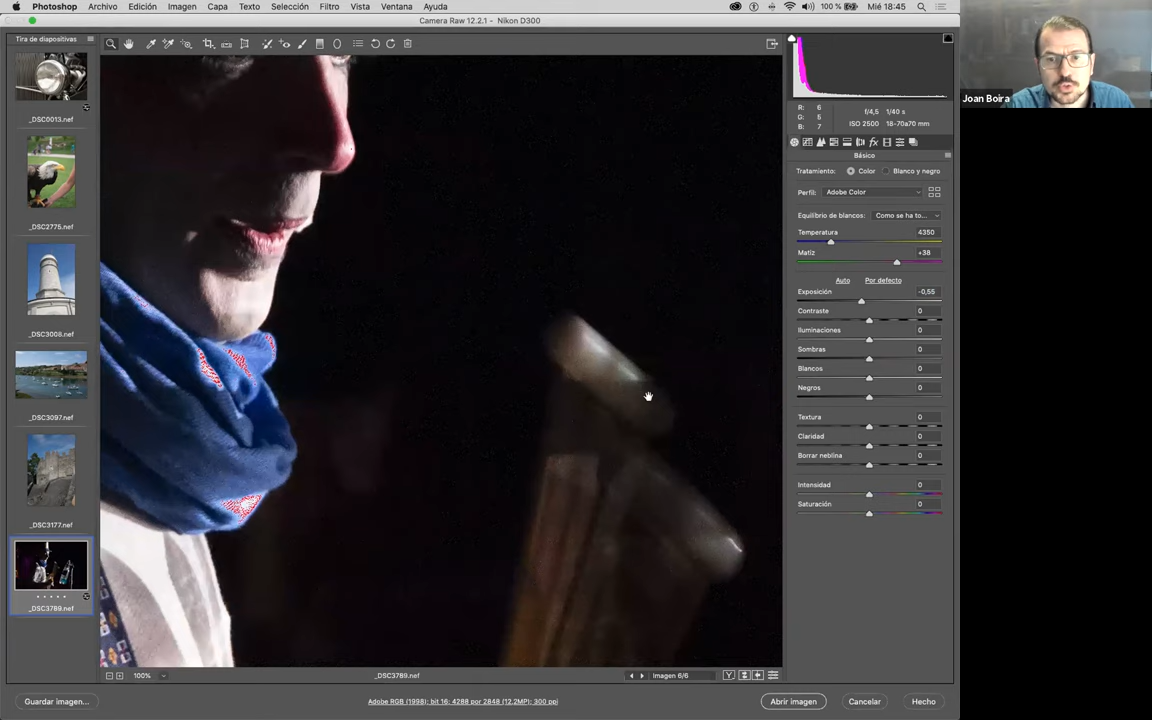 Photoshop Archivo Edición Imagen Capa Texto Selección Filtro Vista Ventana Ayuda 100 % Mié 18:45
Camera Raw 12.2.1 - Nikon D300
Tira de diapositivas
_DSC0013.nef
_DSC2775.nef
_DSC3008.nef
_DSC3097.nef
_DSC3177.nef
_DSC3789.nef
100%
_DSC3789.nef
Imagen 6/6
Y
Guardar imagen...
Adobe RGB (1998); bit 16; 4288 por 2848 (12,2MP); 300 ppi
Abrir imagen
Cancelar
Hecho
R: 6
G: 5
B: 7
f/4,5 1/40 s
ISO 2500 18-70a70 mm
fx
Básico
Tratamiento: Color Blanco y negro
Perfil: Adobe Color
Equilibrio de blancos: Como se ha to...
Temperatura 4350
Matiz +38
Auto Por defecto
Exposición -0,55
Contraste 0
Iluminaciones 0
Sombras 0
Blancos 0
Negros 0
Textura 0
Claridad 0
Borrar neblina 0
Intensidad 0
Saturación 0
Joan Boira